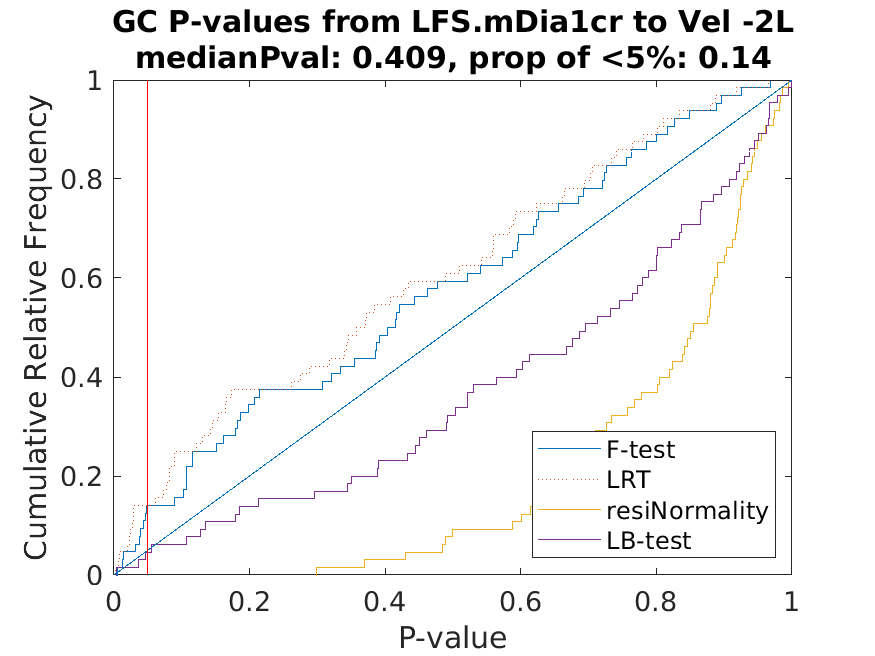 GC P-values from LFS.mDia1cr to Vel -2L
medianPval: 0.409, prop of <5%: 0.14
Cumulative Relative Frequency
1
0.8
0.6
0.4
0.2
0
0 0.2 0.4 0.6 0.8 1
P-value
F-test
LRT
resiNormality
LB-test